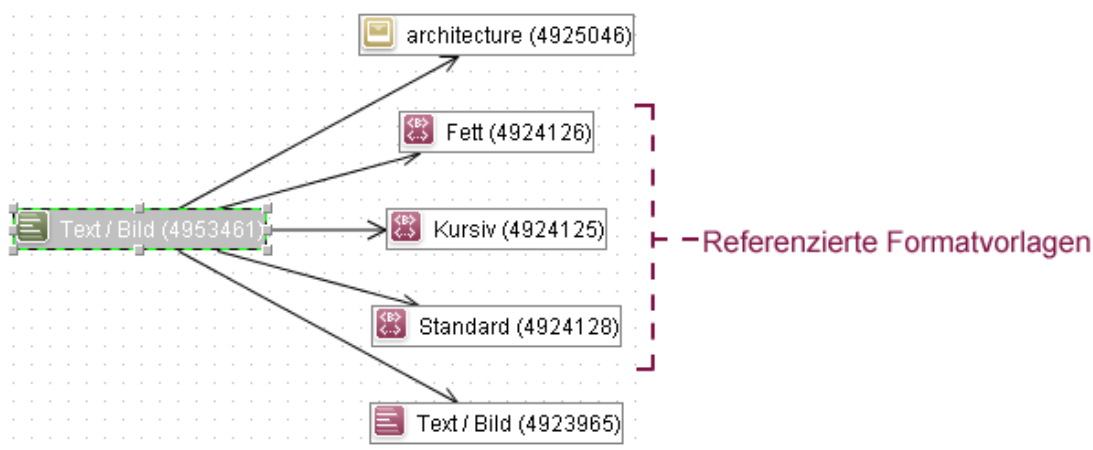 architecture (4925046)
Fett (4924126)
Text / Bild (4953461)
Kursiv (4924125)
Referenzierte Formatvorlagen
Standard (4924128)
Text / Bild (4923965)